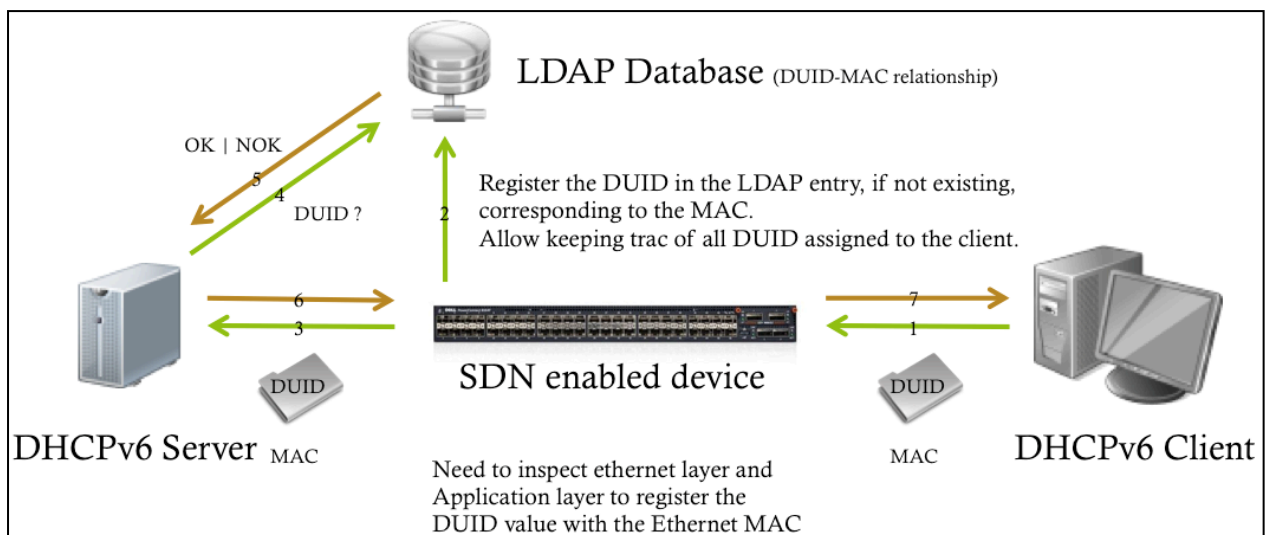 LDAP Database (DUID-MAC relationship)
OK | NOK
5
4
DUID ?
2
Register the DUID in the LDAP entry, if not existing,
corresponding to the MAC.
Allow keeping trac of all DUID assigned to the client.
6
3
7
1
DELL
SDN enabled device
DUID
MAC
DUID
MAC
DHCPv6 Server
DHCPv6 Client
Need to inspect ethernet layer and
Application layer to register the
DUID value with the Ethernet MAC